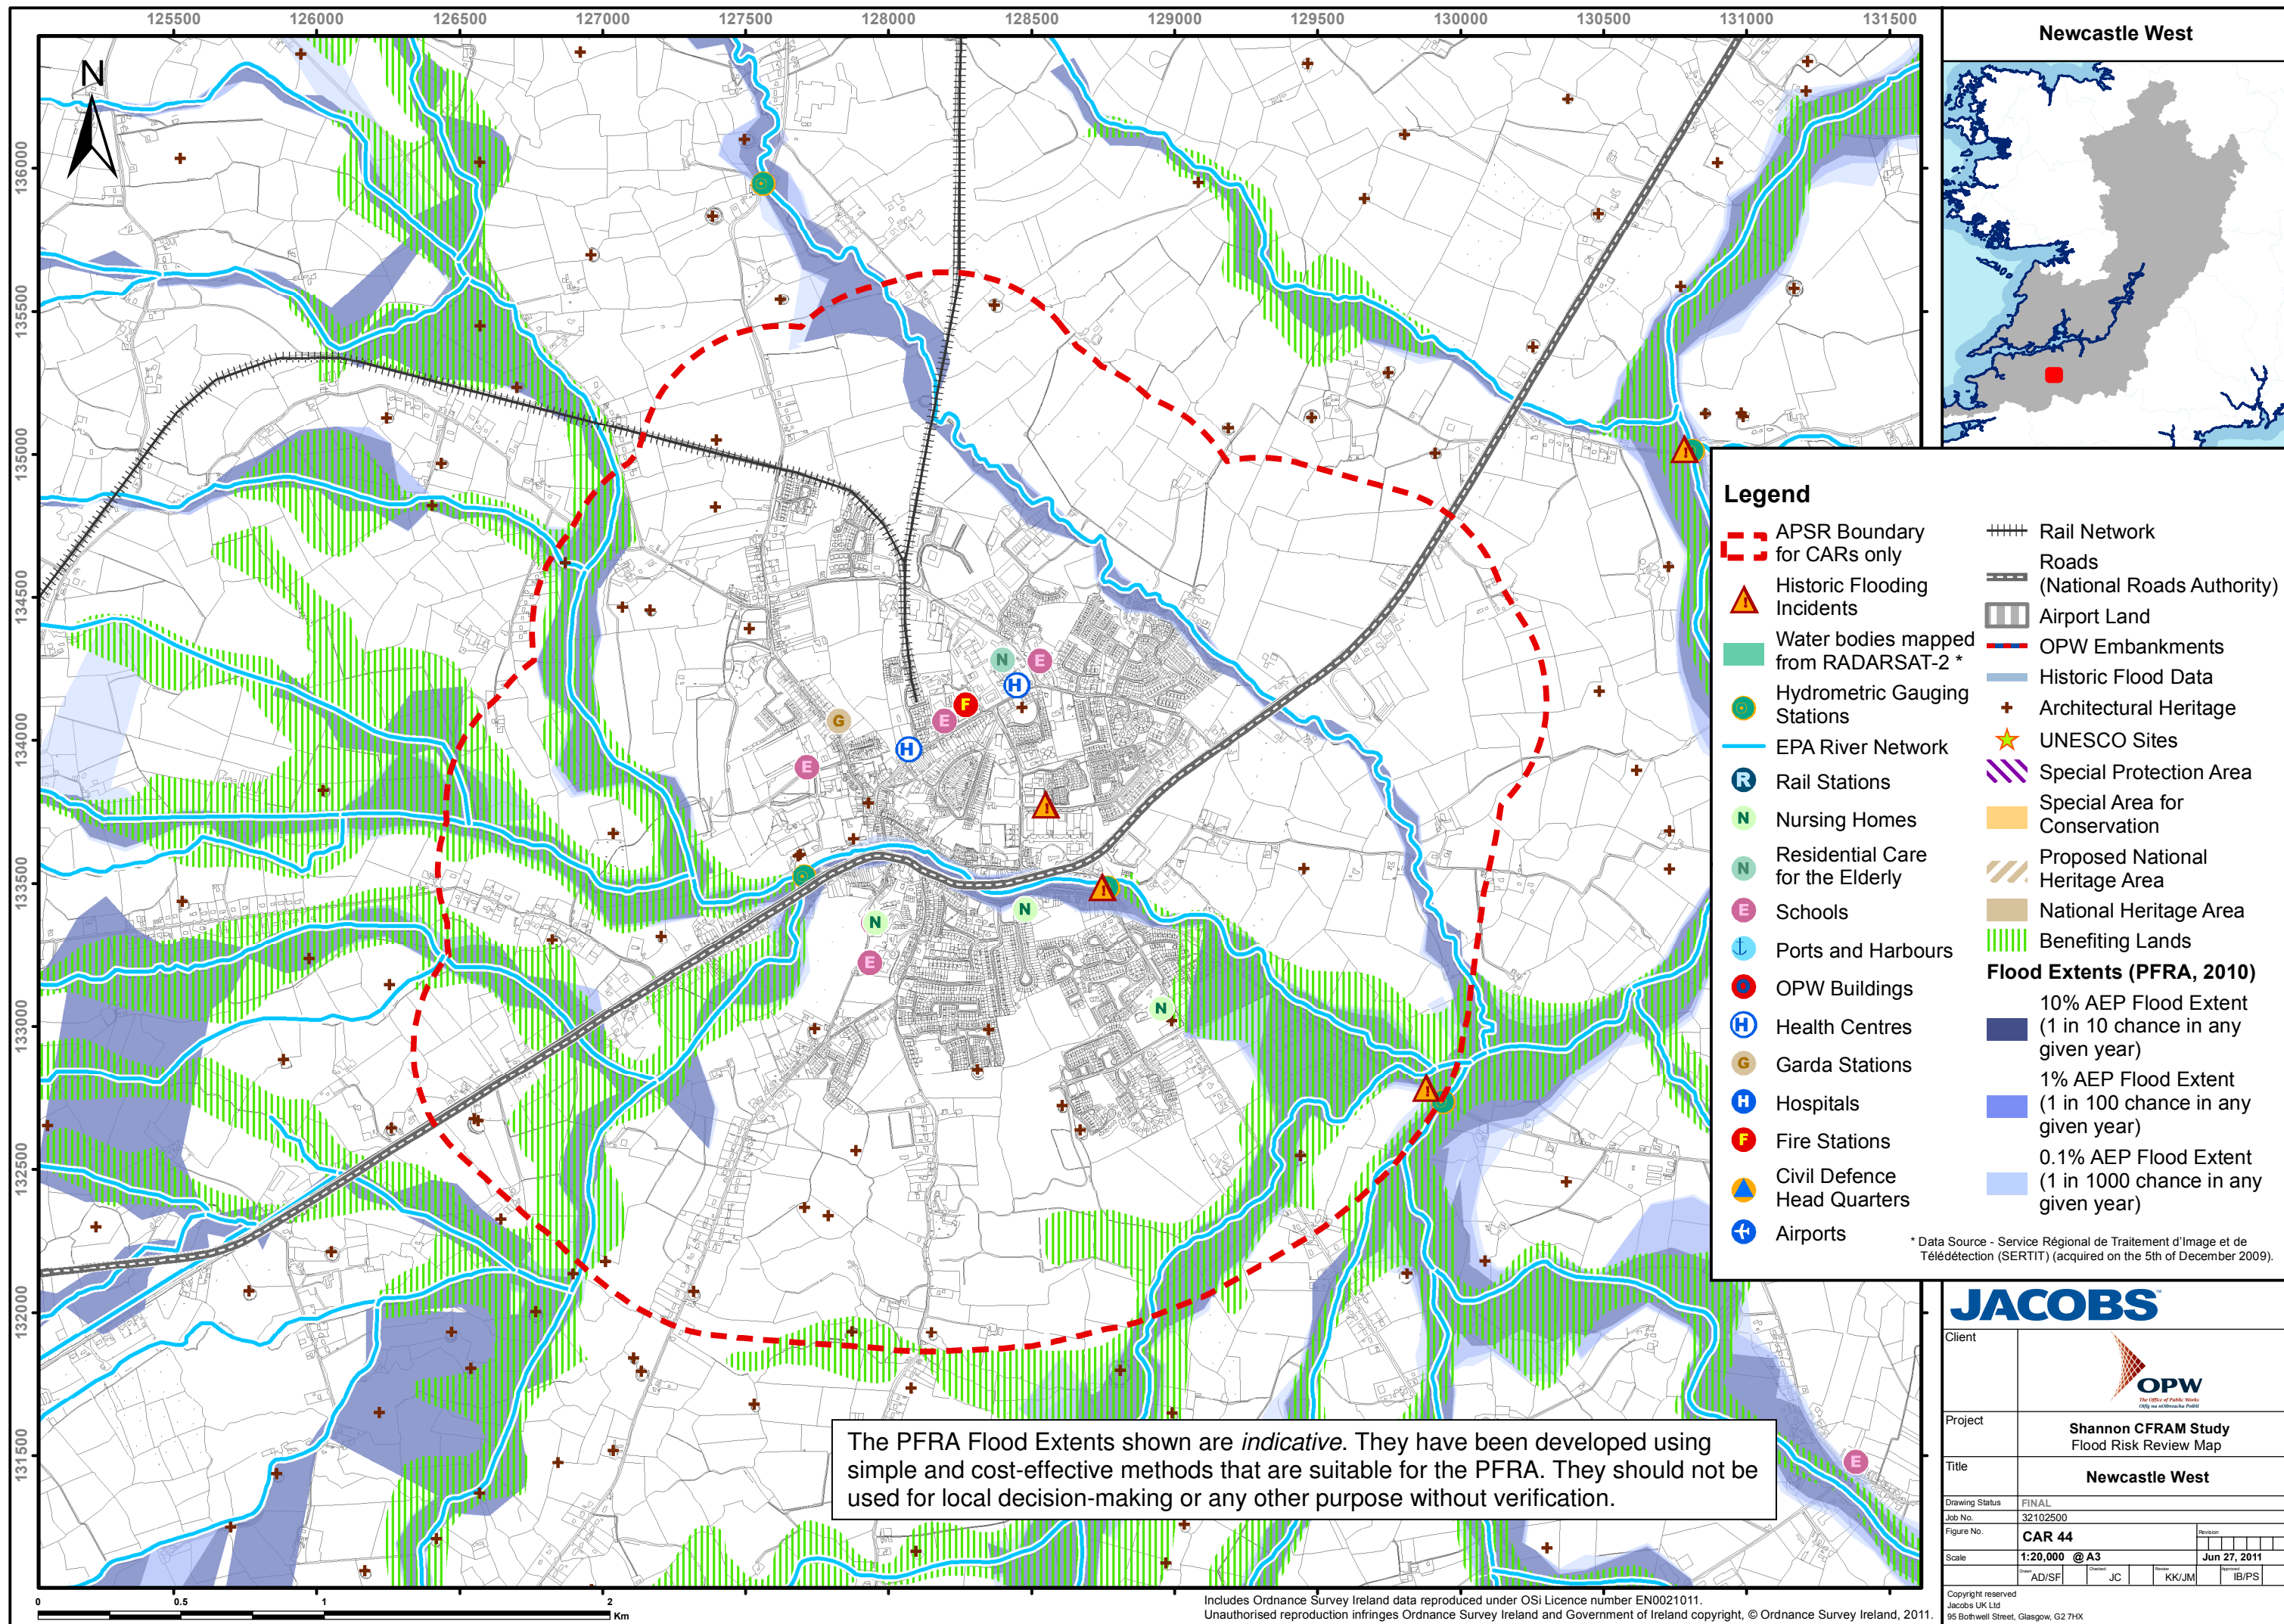 125500 126000 126500 127000 127500 128000 128500 129000 129500 130000 130500 131000 131500
136000
135500
135000
134500
134000
133500
133000
132500
132000
131500
N
N
E
H
F
E
G
H
E
N
N
E
N
E
The PFRA Flood Extents shown are indicative. They have been developed using
simple and cost-effective methods that are suitable for the PFRA. They should not be
used for local decision-making or any other purpose without verification.
0 0.5 1 2
Km
Includes Ordnance Survey Ireland data reproduced under OSi Licence number EN0021011.
Unauthorised reproduction infringes Ordnance Survey Ireland and Government of Ireland copyright, © Ordnance Survey Ireland, 2011.
Newcastle West
Legend
APSR Boundary
for CARs only
Historic Flooding
Incidents
Water bodies mapped
from RADARSAT-2 *
Hydrometric Gauging
Stations
EPA River Network
R Rail Stations
N Nursing Homes
N Residential Care
for the Elderly
E Schools
Ports and Harbours
OPW Buildings
H Health Centres
G Garda Stations
H Hospitals
F Fire Stations
Civil Defence
Head Quarters
Airports
Rail Network
Roads
(National Roads Authority)
Airport Land
OPW Embankments
Historic Flood Data
Architectural Heritage
UNESCO Sites
Special Protection Area
Special Area for
Conservation
Proposed National
Heritage Area
National Heritage Area
Benefiting Lands
Flood Extents (PFRA, 2010)
10% AEP Flood Extent
(1 in 10 chance in any
given year)
1% AEP Flood Extent
(1 in 100 chance in any
given year)
0.1% AEP Flood Extent
(1 in 1000 chance in any
given year)
* Data Source - Service Régional de Traitement d'Image et de
Télédétection (SERTIT) (acquired on the 5th of December 2009).
JACOBS
Client
OPW
The Office of Public Works
Oifig na nOibreacha Poiblí
Project
Shannon CFRAM Study
Flood Risk Review Map
Title
Newcastle West
Drawing Status FINAL
Job No. 32102500
Figure No. CAR 44 Revision
Scale 1:20,000 @ A3 Jun 27, 2011
Drawn AD/SF Checked JC Review KK/JM Approved IB/PS
Copyright reserved
Jacobs UK Ltd
95 Bothwell Street, Glasgow, G2 7HX